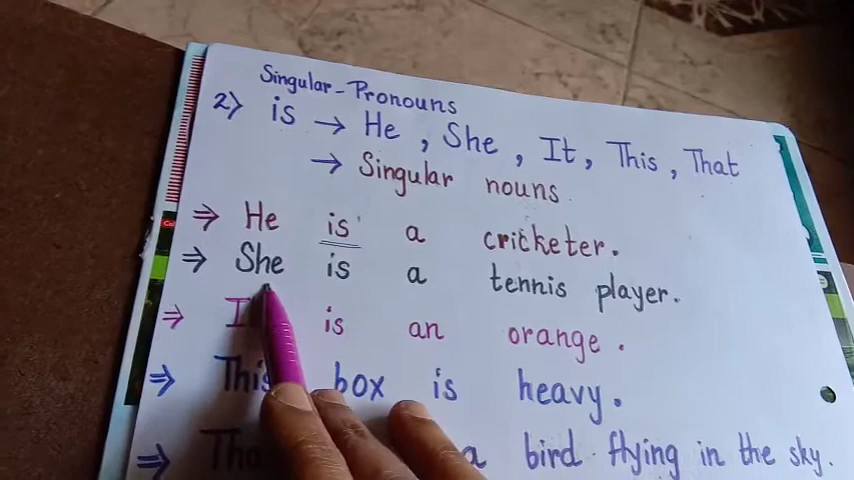 Singular - Pronouns
2) is → He, She, It, This, That
→ Singular nouns
⇒ He is a cricketer.
⇒ She is a tennis player.
⇒ is an orange.
⇒ This box is heavy.
⇒ a bird flying in the sky.